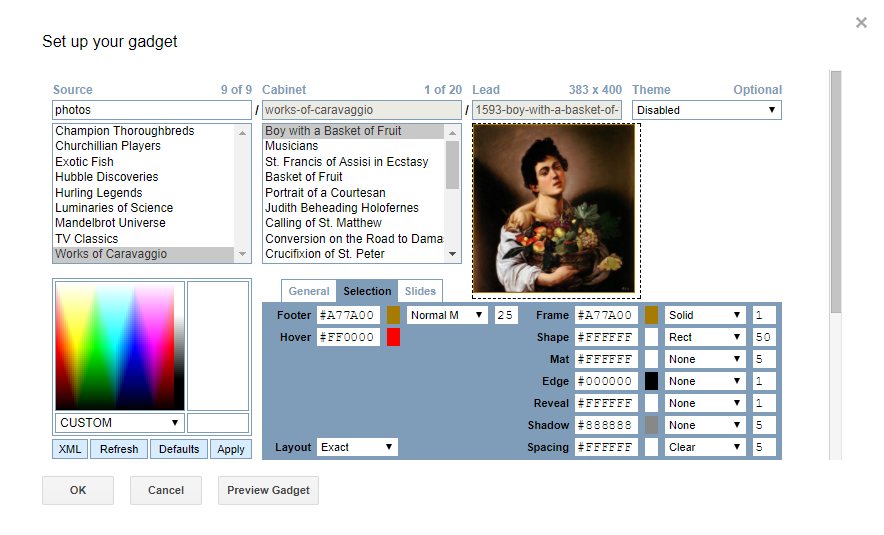 ×
Set up your gadget
Source 9 of 9 Cabinet 1 of 20 Lead 383 x 400 Theme Optional
photos / works-of-caravaggio / 1593-boy-with-a-basket-of- Disabled
Champion Thoroughbreds
Churchillian Players
Exotic Fish
Hubble Discoveries
Hurling Legends
Luminaries of Science
Mandelbrot Universe
TV Classics
Works of Caravaggio
Boy with a Basket of Fruit
Musicians
St. Francis of Assisi in Ecstasy
Basket of Fruit
Portrait of a Courtesan
Judith Beheading Holofernes
Calling of St. Matthew
Conversion on the Road to Damas
Crucifixion of St. Peter
General Selection Slides
Footer #A77A00 Normal M 25 Frame #A77A00 Solid 1
Hover #FF0000 Shape #FFFFFF Rect 50
Mat #FFFFFF None 5
Edge #000000 None 1
Reveal #FFFFFF None 1
Shadow #888888 None 5
Layout Exact Spacing #FFFFFF Clear 5
CUSTOM
XML Refresh Defaults Apply
OK Cancel Preview Gadget